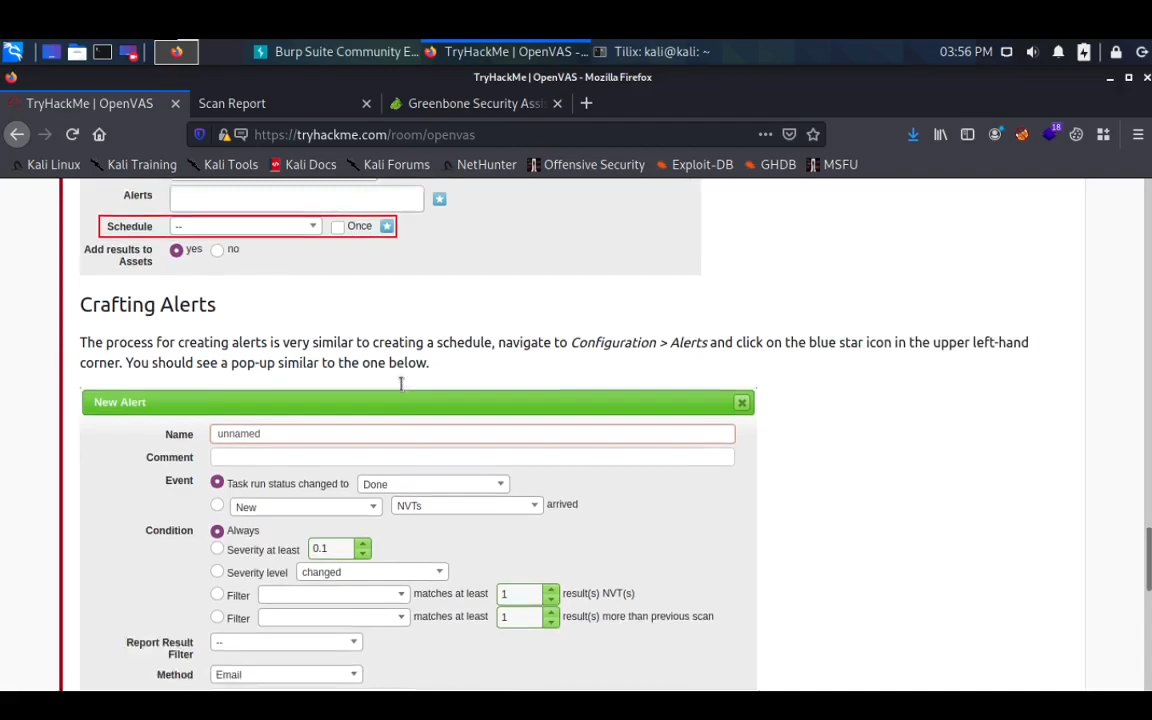 Burp Suite Community E...
TryHackMe | OpenVAS -...
Tilix: kali@kali: ~
03:56 PM
TryHackMe | OpenVAS - Mozilla Firefox
TryHackMe | OpenVAS
Scan Report
Greenbone Security Assis
https://tryhackme.com/room/openvas
18
Kali Linux
Kali Training
Kali Tools
Kali Docs
Kali Forums
NetHunter
Offensive Security
Exploit-DB
GHDB
MSFU
Alerts
Schedule -- Once
Add results to
Assets
yes no
Crafting Alerts
The process for creating alerts is very similar to creating a schedule, navigate to Configuration > Alerts and click on the blue star icon in the upper left-hand
corner. You should see a pop-up similar to the one below.
New Alert
Name unnamed
Comment
Event Task run status changed to Done
New NVTs arrived
Condition Always
Severity at least 0.1
Severity level changed
Filter matches at least 1 result(s) NVT(s)
Filter matches at least 1 result(s) more than previous scan
Report Result
Filter
--
Method Email